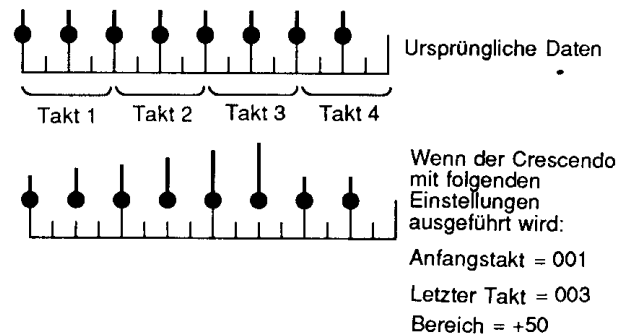 Ursprüngliche Daten
Takt 1 Takt 2 Takt 3 Takt 4
Wenn der Crescendo
mit folgenden
Einstellungen
ausgeführt wird:
Anfangstakt = 001
Letzter Takt = 003
Bereich = +50